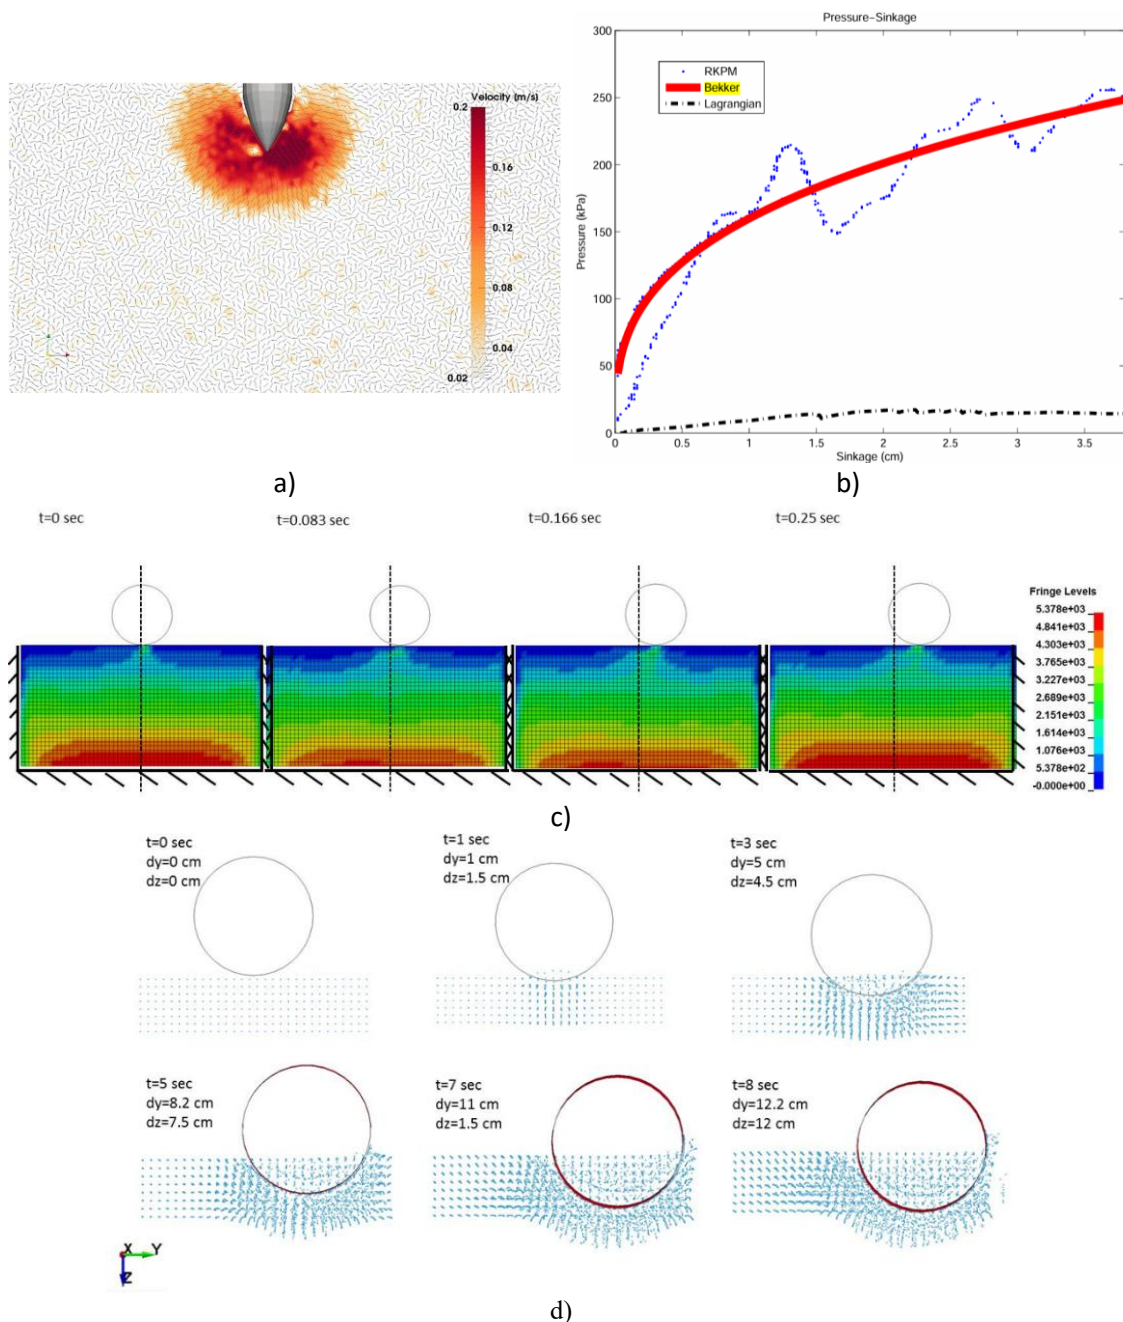 Velocity (m/s)
0.2
0.16
0.12
0.08
0.04
0.02
a)
Pressure-Sinkage
300
250
200
150
100
50
0
Pressure (kPa)
RKPM
Bekker
Lagrangian
0 0.5 1 1.5 2 2.5 3 3.5
Sinkage (cm)
b)
t=0 sec
t=0.083 sec
t=0.166 sec
t=0.25 sec
Fringe Levels
5.378e+03
4.841e+03
4.303e+03
3.765e+03
3.227e+03
2.689e+03
2.151e+03
1.614e+03
1.076e+03
5.378e+02
-0.000e+00
c)
t=0 sec
dy=0 cm
dz=0 cm
t=1 sec
dy=1 cm
dz=1.5 cm
t=3 sec
dy=5 cm
dz=4.5 cm
t=5 sec
dy=8.2 cm
dz=7.5 cm
t=7 sec
dy=11 cm
dz=1.5 cm
t=8 sec
dy=12.2 cm
dz=12 cm
X Y
Z
d)